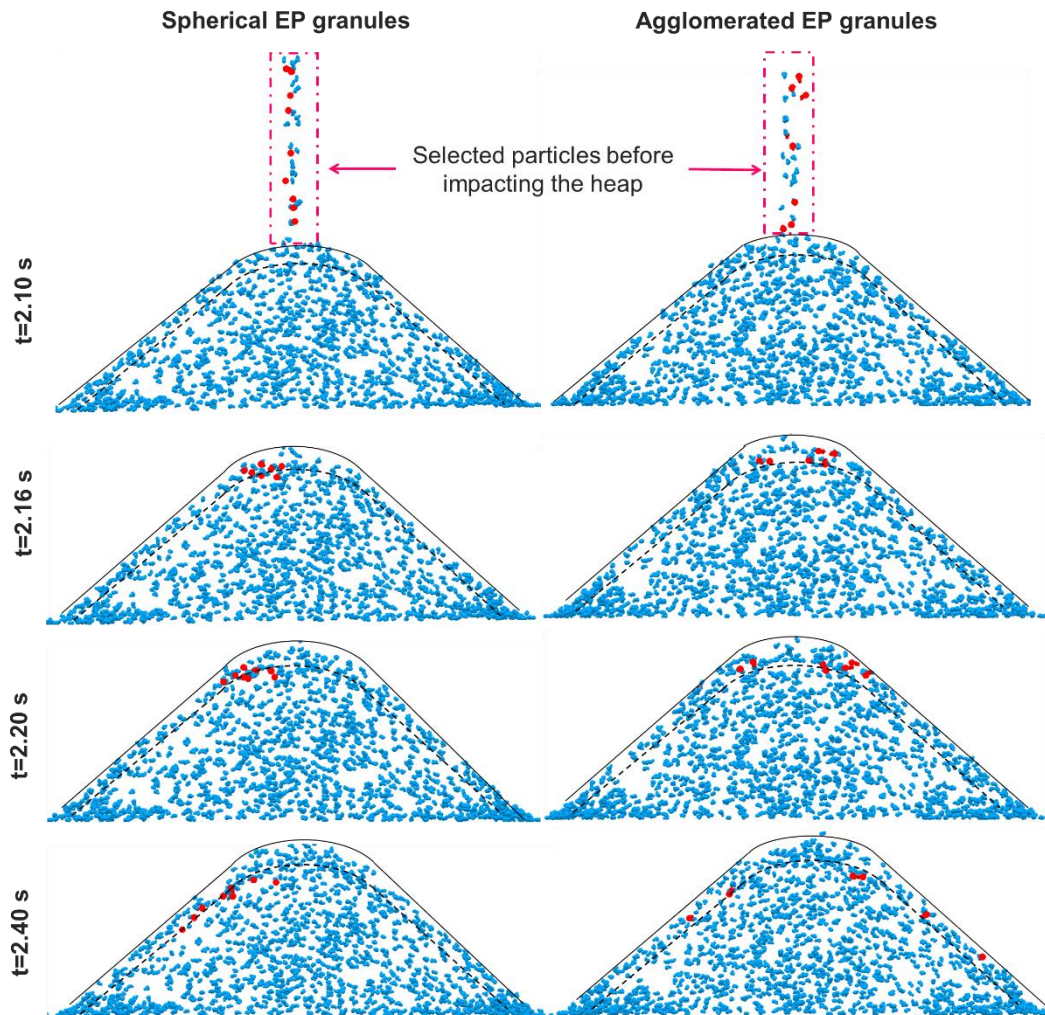 Spherical EP granules
Agglomerated EP granules
Selected particles before
impacting the heap
t=2.10 s
t=2.16 s
t=2.20 s
t=2.40 s